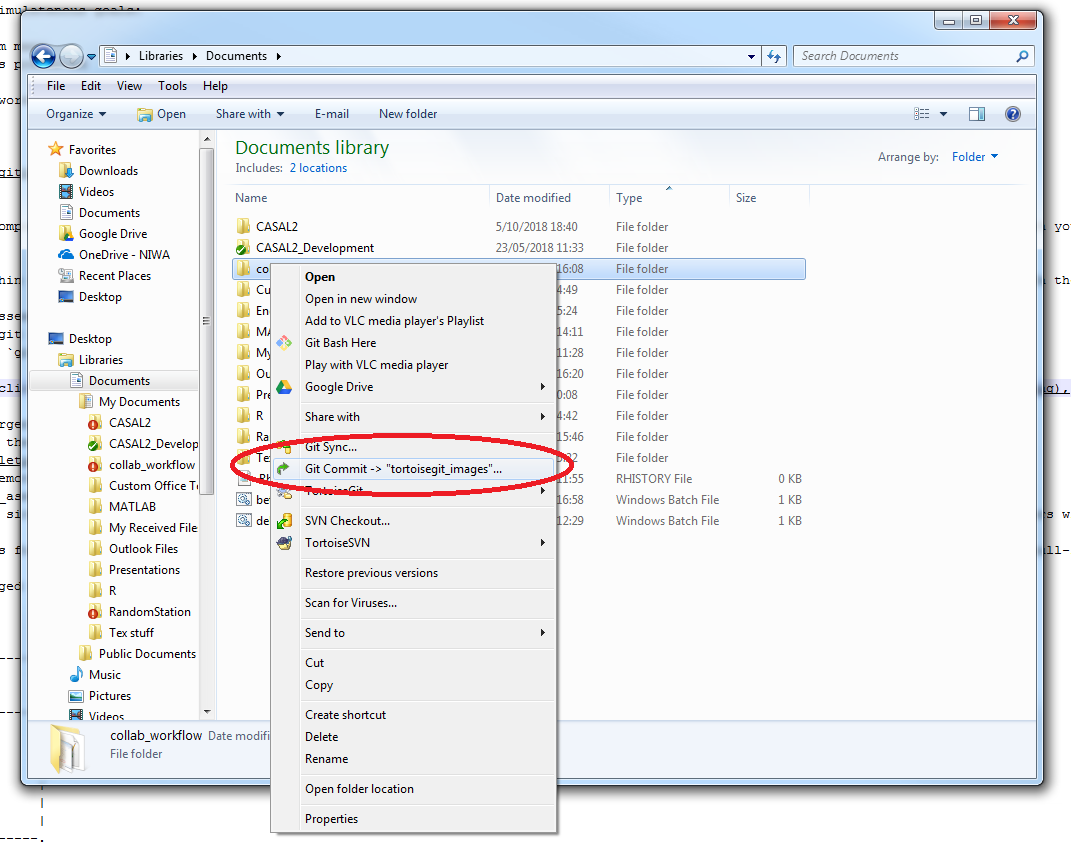 imulatenous goals:
Libraries
Documents
Search Documents
File Edit View Tools Help
Organize Open Share with E-mail New folder
Documents library
Includes: 2 locations
Arrange by: Folder
Name Date modified Type Size
CASAL2 5/10/2018 18:40 File folder
CASAL2_Development 23/05/2018 11:33 File folder
co 16:08 File folder
Cu 4:49 File folder
En 5:24 File folder
MA 14:11 File folder
My 11:28 File folder
Ou 16:20 File folder
Pre 0:08 File folder
R 4:42 File folder
Ra 15:46 File folder
Te 5:32 File folder
.Rh 11:55 RHISTORY File 0 KB
be 16:58 Windows Batch File 1 KB
de 12:29 Windows Batch File 1 KB
Favorites
Downloads
Videos
Documents
Google Drive
OneDrive - NIWA
Recent Places
Desktop
Desktop
Libraries
Documents
My Documents
CASAL2
CASAL2_Develop
collab_workflow
Custom Office Te
MATLAB
My Received File
Outlook Files
Presentations
R
RandomStation
Tex stuff
Public Documents
Music
Pictures
Videos
Open
Open in new window
Add to VLC media player's Playlist
Git Bash Here
Play with VLC media player
Google Drive
Share with
Git Sync...
Git Commit -> "tortoisegit_images"...
TortoiseGit
SVN Checkout...
TortoiseSVN
Restore previous versions
Scan for Viruses...
Send to
Cut
Copy
Create shortcut
Delete
Rename
Open folder location
Properties
collab_workflow Date modifi
File folder